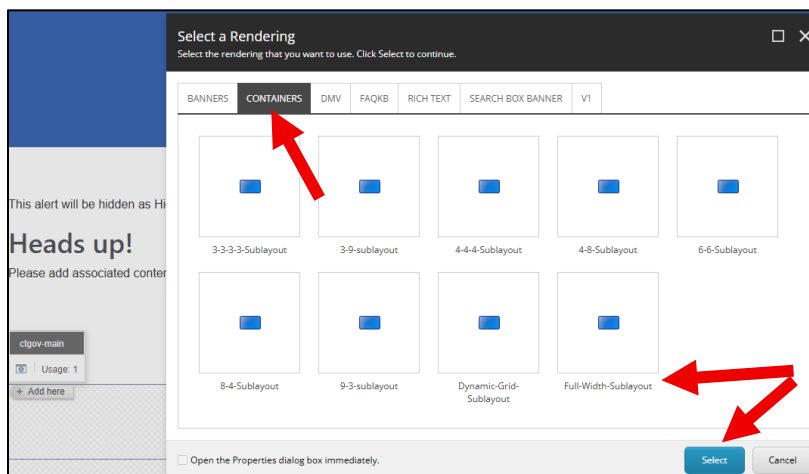 Select a Rendering
Select the rendering that you want to use. Click Select to continue.
BANNERS CONTAINERS DMV FAQKB RICH TEXT SEARCH BOX BANNER V1
This alert will be hidden as Hi
Heads up!
Please add associated conten
3-3-3-3-Sublayout 3-9-sublayout 4-4-4-Sublayout 4-8-Sublayout 6-6-Sublayout
ctgov-main
Usage: 1
+ Add here
8-4-Sublayout 9-3-sublayout Dynamic-Grid- Full-Width-Sublayout
Sublayout
Open the Properties dialog box immediately.
Select Cancel